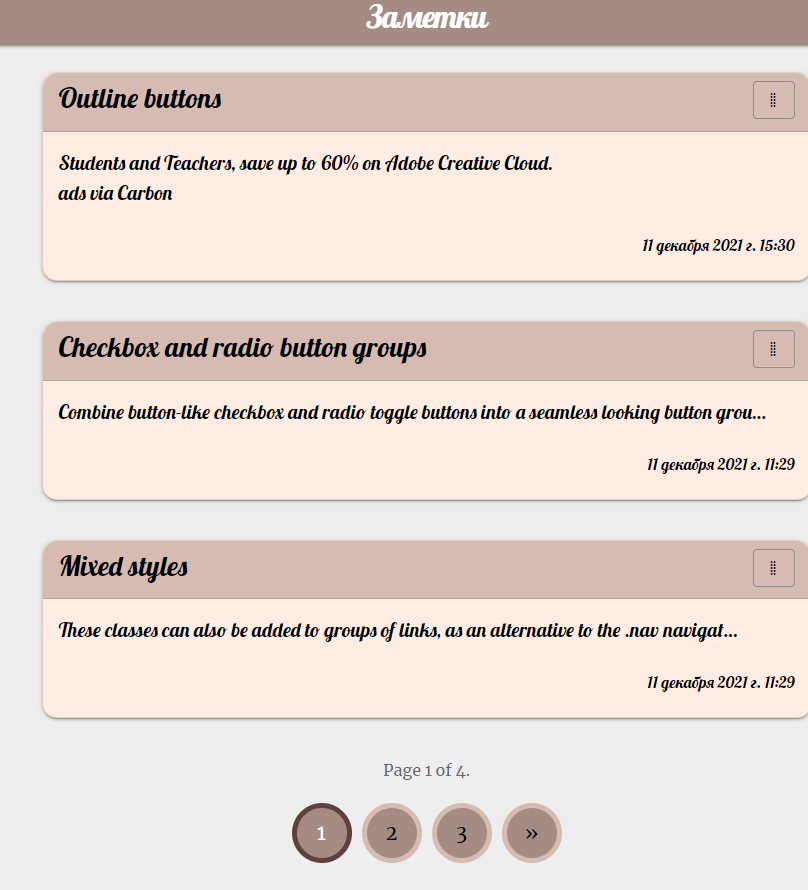 Заметки
Outline buttons
Students and Teachers, save up to 60% on Adobe Creative Cloud.
ads via Carbon
11 декабря 2021 г. 15:30
Checkbox and radio button groups
Combine button-like checkbox and radio toggle buttons into a seamless looking button grou...
11 декабря 2021 г. 11:29
Mixed styles
These classes can also be added to groups of links, as an alternative to the .nav navigat...
11 декабря 2021 г. 11:29
Page 1 of 4.
1 2 3 »